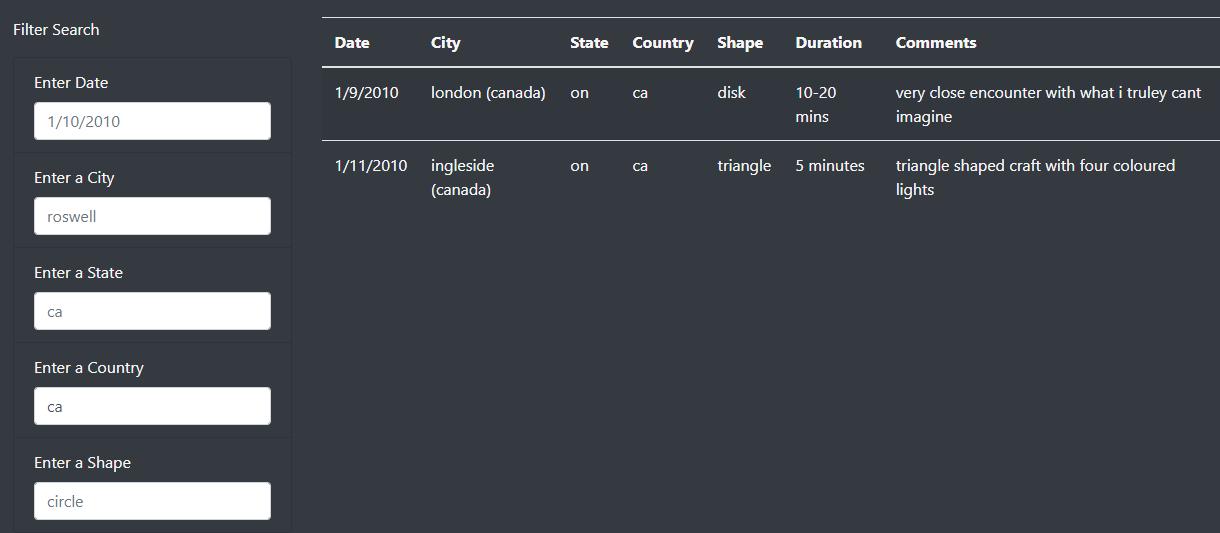 Filter Search
Enter Date
1/10/2010
Enter a City
roswell
Enter a State
ca
Enter a Country
ca
Enter a Shape
circle
Date City State Country Shape Duration Comments
1/9/2010 london (canada) on ca disk 10-20 very close encounter with what i truley cant
mins imagine
1/11/2010 ingleside on ca triangle 5 minutes triangle shaped craft with four coloured
(canada) lights